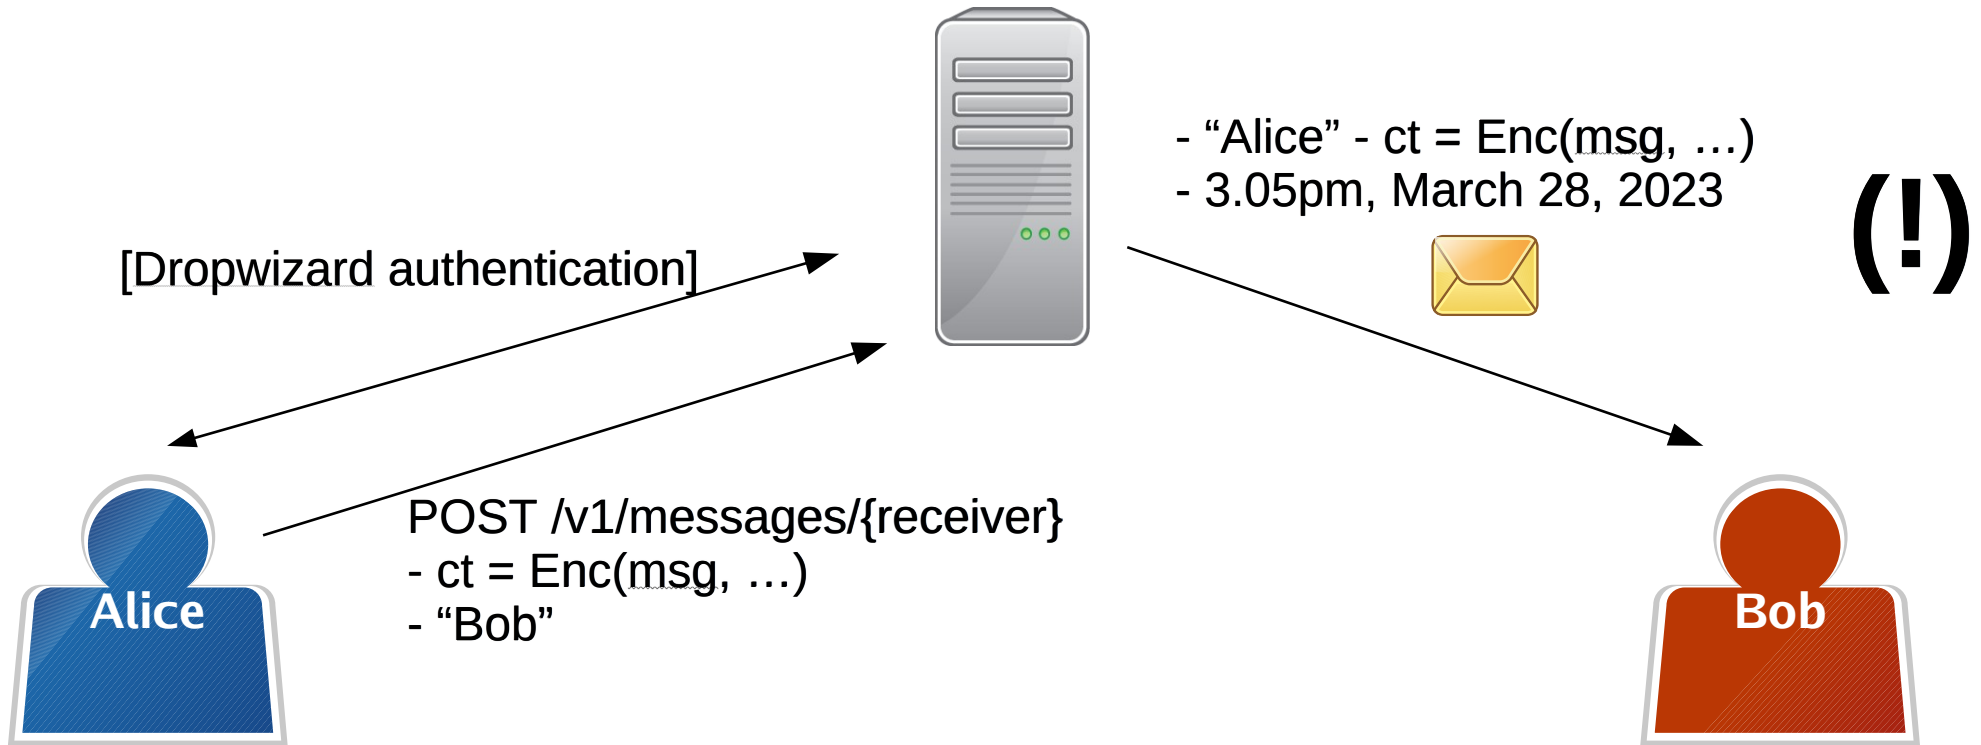 - “Alice” - ct = Enc(msg, …)
- 3.05pm, March 28, 2023
(!)
[Dropwizard authentication]
POST /v1/messages/{receiver}
- ct = Enc(msg, …)
- “Bob”
Alice
Bob